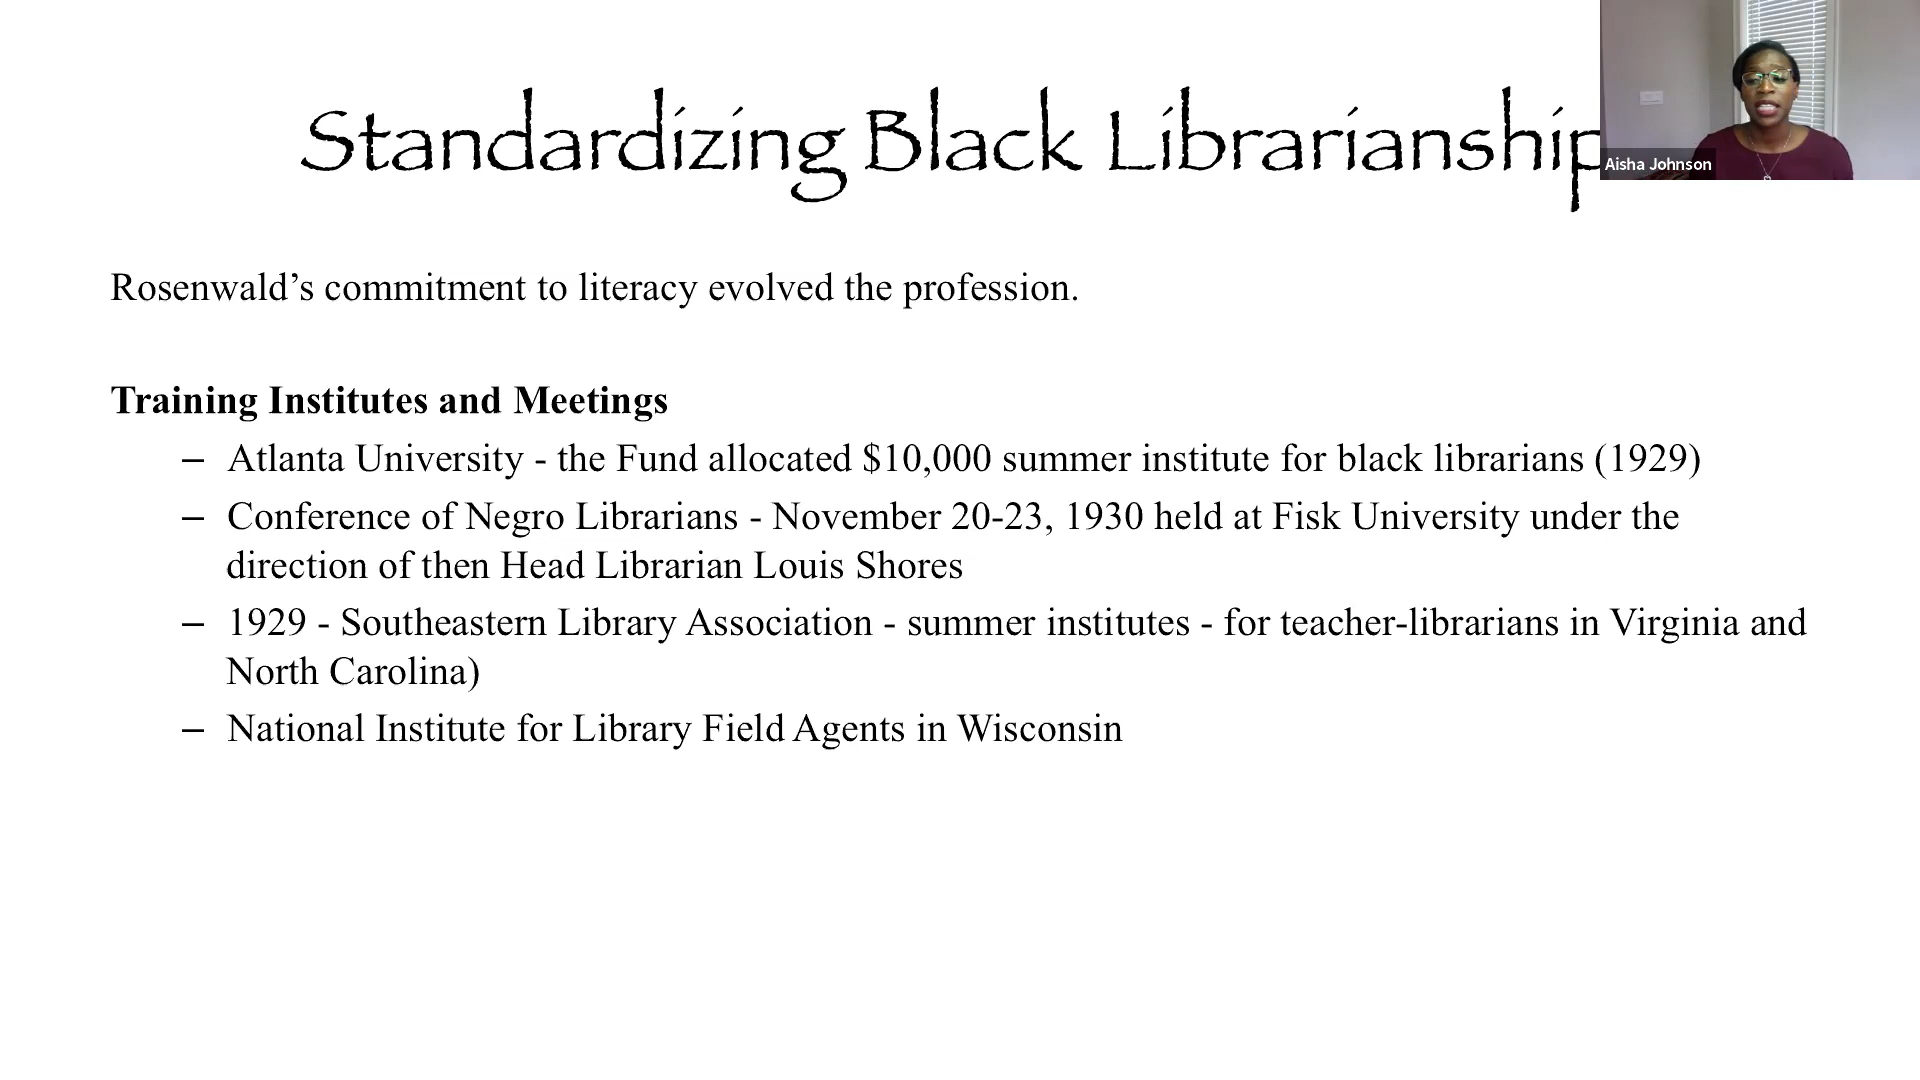 Standardizing Black Librarianship
Aisha Johnson
Rosenwald’s commitment to literacy evolved the profession.
Training Institutes and Meetings
– Atlanta University - the Fund allocated $10,000 summer institute for black librarians (1929)
– Conference of Negro Librarians - November 20-23, 1930 held at Fisk University under the
direction of then Head Librarian Louis Shores
– 1929 - Southeastern Library Association - summer institutes - for teacher-librarians in Virginia and
North Carolina)
– National Institute for Library Field Agents in Wisconsin